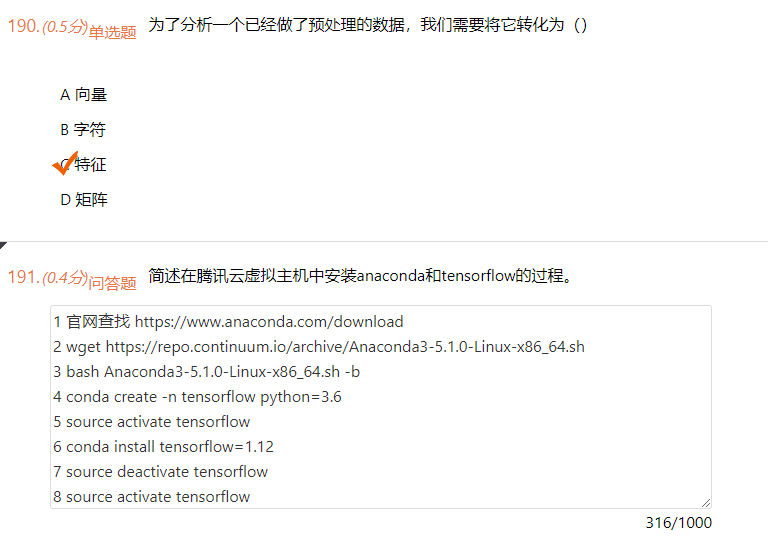 190.(0.5分)单选题 为了分析一个已经做了预处理的数据，我们需要将它转化为（）
A 向量
B 字符
C 特征
D 矩阵
191.(0.4分)问答题 简述在腾讯云虚拟主机中安装anaconda和tensorflow的过程。
1 官网查找 https://www.anaconda.com/download
2 wget https://repo.continuum.io/archive/Anaconda3-5.1.0-Linux-x86_64.sh
3 bash Anaconda3-5.1.0-Linux-x86_64.sh -b
4 conda create -n tensorflow python=3.6
5 source activate tensorflow
6 conda install tensorflow=1.12
7 source deactivate tensorflow
8 source activate tensorflow
316/1000